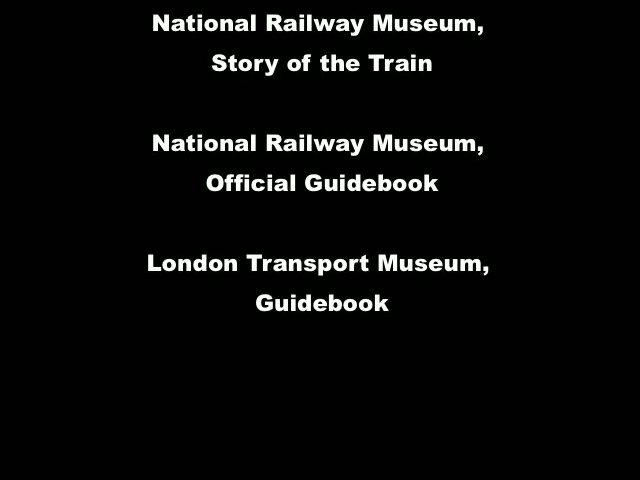 National Railway Museum,
Story of the Train
National Railway Museum,
Official Guidebook
London Transport Museum,
Guidebook